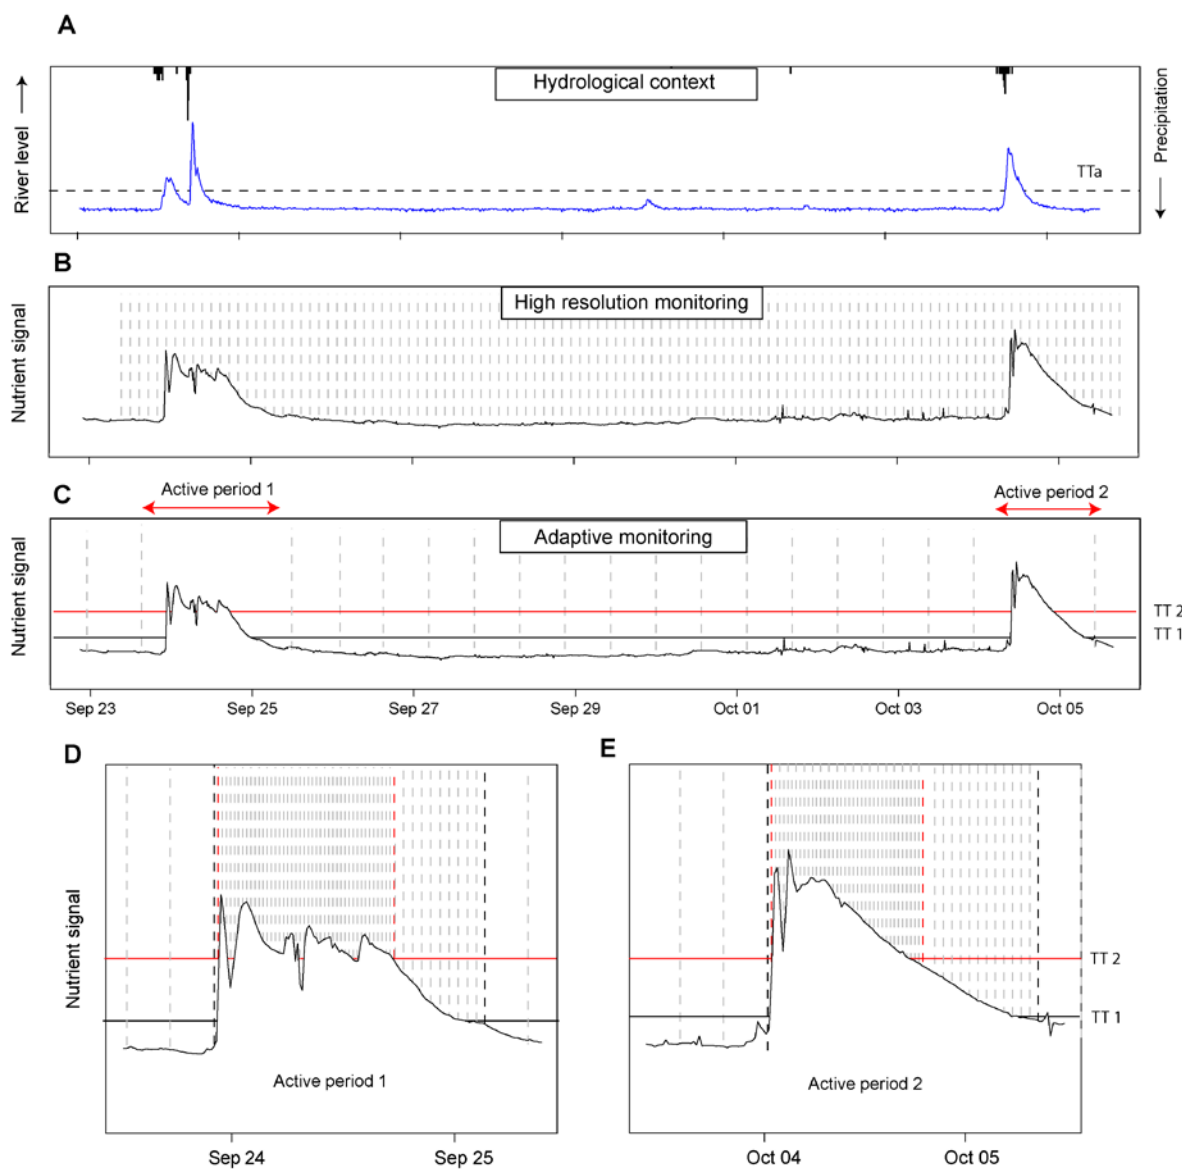 A
Hydrological context
River level →
Precipitation →
TTa
B
High resolution monitoring
Nutrient signal
C
Active period 1
Active period 2
Adaptive monitoring
Nutrient signal
TT 2
TT 1
Sep 23 Sep 25 Sep 27 Sep 29 Oct 01 Oct 03 Oct 05
D
E
Nutrient signal
TT 2
TT 1
Active period 1
Active period 2
Sep 24 Sep 25
Oct 04 Oct 05